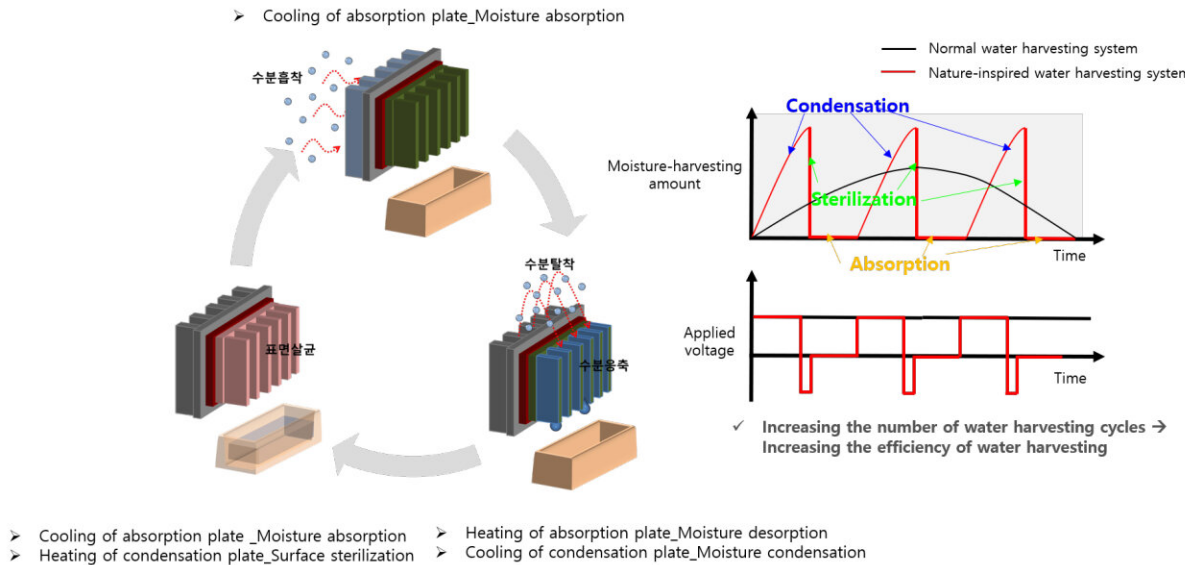 ➢ Cooling of absorption plate_Moisture absorption
수분흡착
수분탈착
수분응축
표면살균
➢ Cooling of absorption plate _Moisture absorption
➢ Heating of condensation plate_Surface sterilization
➢ Heating of absorption plate_Moisture desorption
➢ Cooling of condensation plate_Moisture condensation
Normal water harvesting system
Nature-inspired water harvesting system
Condensation
Moisture-harvesting
amount
Sterilization
Absorption
Time
Applied
voltage
Time
✓ Increasing the number of water harvesting cycles →
Increasing the efficiency of water harvesting